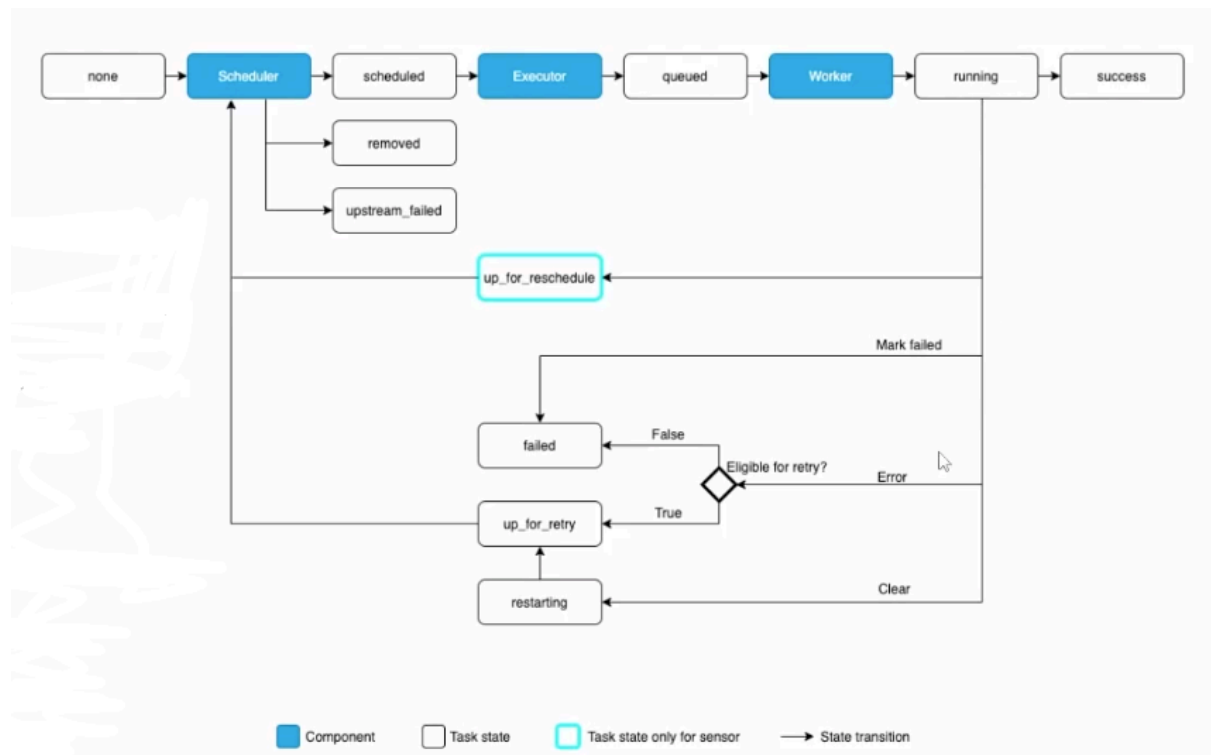 none
Scheduler
scheduled
Executor
queued
Worker
running
success
removed
upstream_failed
up_for_reschedule
Mark failed
failed
False
Eligible for retry?
Error
True
up_for_retry
restarting
Clear
Component
Task state
Task state only for sensor
State transition